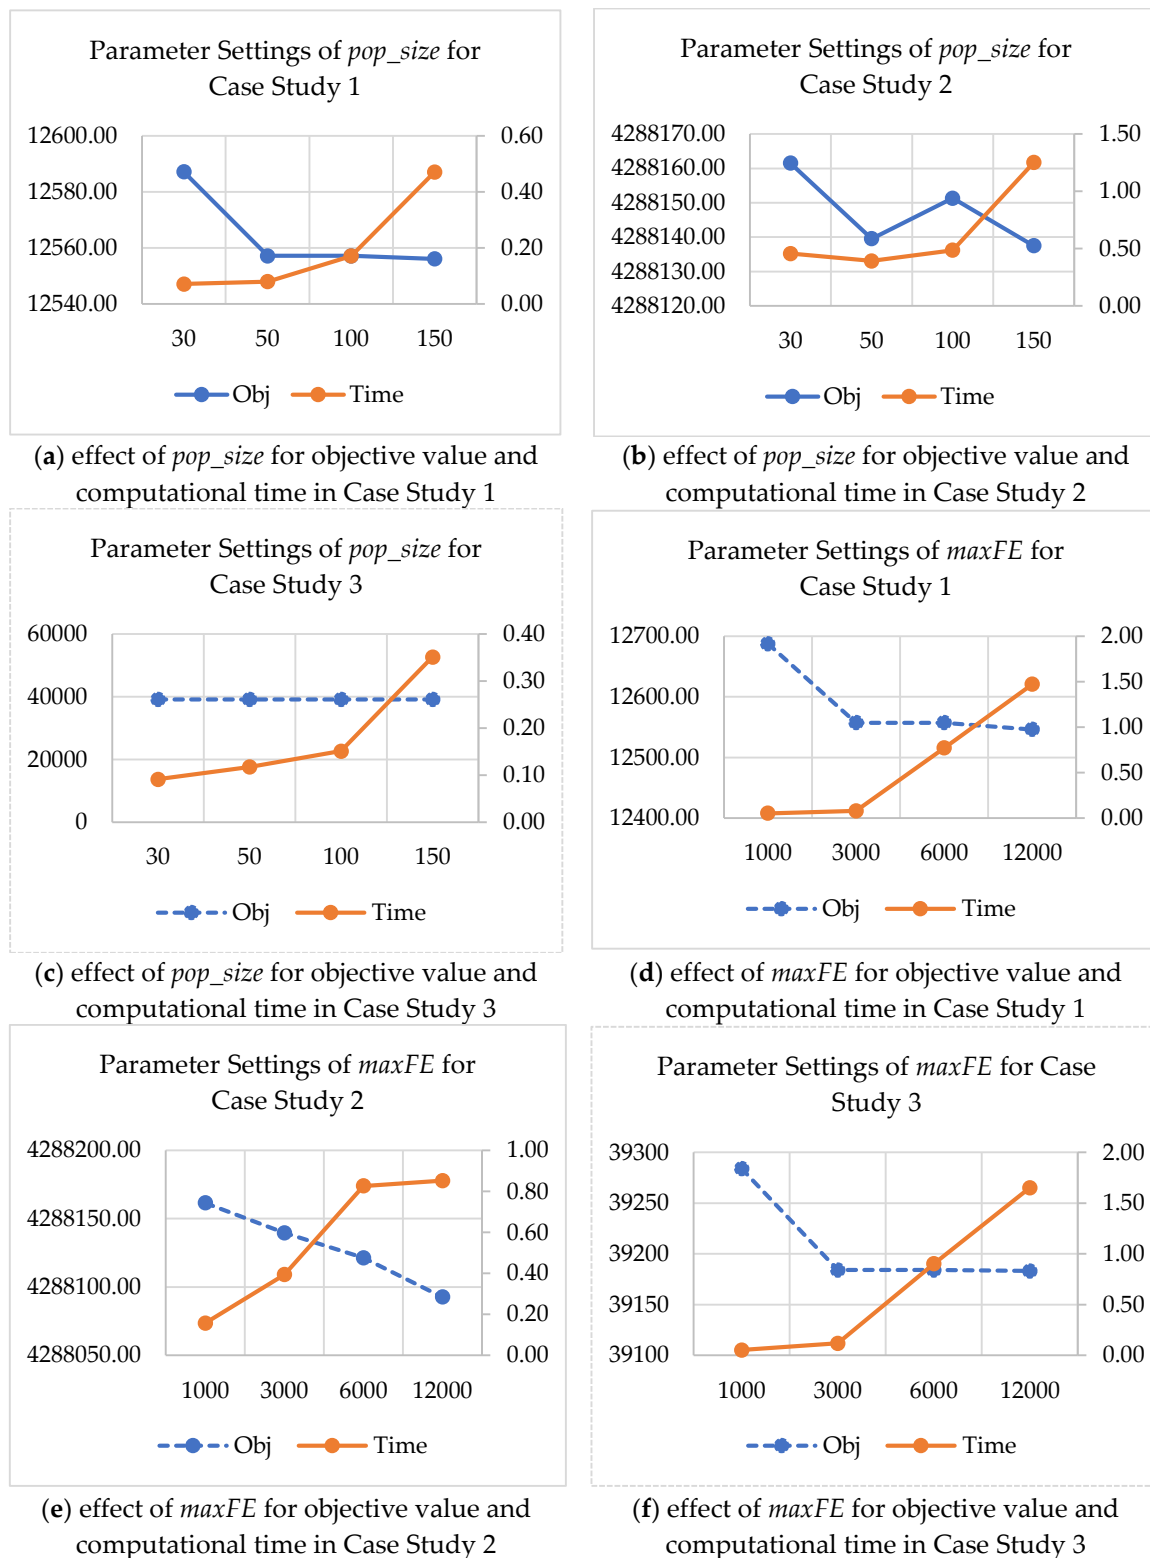 Parameter Settings of pop_size for
Case Study 1
12600.00
12580.00
12560.00
12540.00
0.60
0.40
0.20
0.00
30 50 100 150
Obj Time
(a) effect of pop_size for objective value and
computational time in Case Study 1
Parameter Settings of pop_size for
Case Study 2
4288170.00
4288160.00
4288150.00
4288140.00
4288130.00
4288120.00
1.50
1.00
0.50
0.00
30 50 100 150
Obj Time
(b) effect of pop_size for objective value and
computational time in Case Study 2
Parameter Settings of pop_size for
Case Study 3
60000
40000
20000
0
0.40
0.30
0.20
0.10
0.00
30 50 100 150
Obj Time
(c) effect of pop_size for objective value and
computational time in Case Study 3
Parameter Settings of maxFE for
Case Study 1
12700.00
12600.00
12500.00
12400.00
2.00
1.50
1.00
0.50
0.00
1000 3000 6000 12000
Obj Time
(d) effect of maxFE for objective value and
computational time in Case Study 1
Parameter Settings of maxFE for
Case Study 2
4288200.00
4288150.00
4288100.00
4288050.00
1.00
0.80
0.60
0.40
0.20
0.00
1000 3000 6000 12000
Obj Time
(e) effect of maxFE for objective value and
computational time in Case Study 2
Parameter Settings of maxFE for Case
Study 3
39300
39250
39200
39150
39100
2.00
1.50
1.00
0.50
0.00
1000 3000 6000 12000
Obj Time
(f) effect of maxFE for objective value and
computational time in Case Study 3